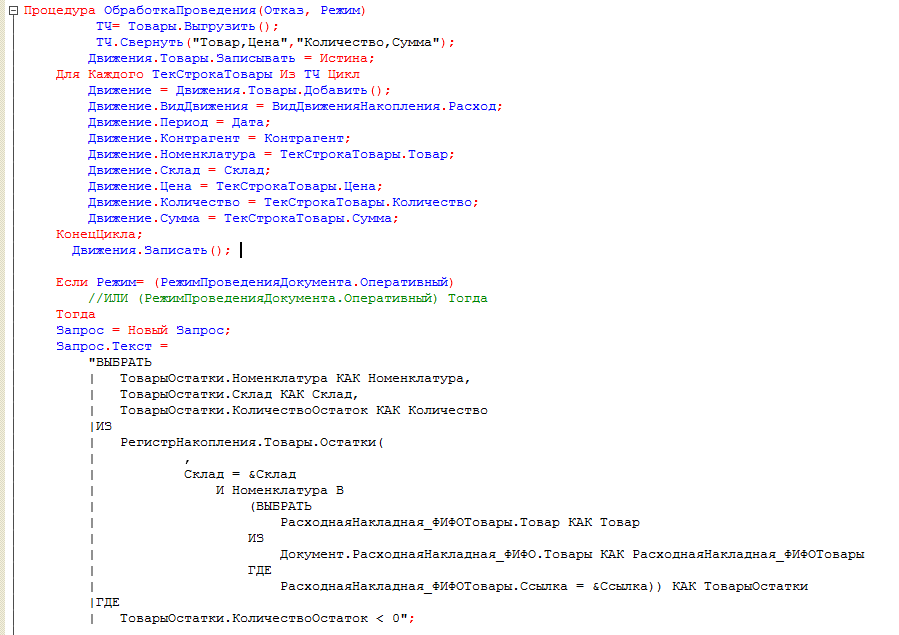 Процедура ОбработкаПроведения(Отказ, Режим)
ТЧ= Товары.Выгрузить();
ТЧ.Свернуть("Товар,Цена","Количество,Сумма");
Движения.Товары.Записывать = Истина;
Для Каждого ТекСтрокаТовары Из ТЧ Цикл
Движение = Движения.Товары.Добавить();
Движение.ВидДвижения = ВидДвиженияНакопления.Расход;
Движение.Период = Дата;
Движение.Контрагент = Контрагент;
Движение.Номенклатура = ТекСтрокаТовары.Товар;
Движение.Склад = Склад;
Движение.Цена = ТекСтрокаТовары.Цена;
Движение.Количество = ТекСтрокаТовары.Количество;
Движение.Сумма = ТекСтрокаТовары.Сумма;
КонецЦикла;
Движения.Записать();
Если Режим= (РежимПроведенияДокумента.Оперативный)
//ИЛИ (РежимПроведенияДокумента.Оперативный) Тогда
Тогда
Запрос = Новый Запрос;
Запрос.Текст =
"ВЫБРАТЬ
| ТоварыОстатки.Номенклатура КАК Номенклатура,
| ТоварыОстатки.Склад КАК Склад,
| ТоварыОстатки.КоличествоОстаток КАК Количество
|ИЗ
| РегистрНакопления.Товары.Остатки(
| ,
| Склад = &Склад
| И Номенклатура В
| (ВЫБРАТЬ
| РасходнаяНакладная_ФИФОТовары.Товар КАК Товар
| ИЗ
| Документ.РасходнаяНакладная_ФИФО.Товары КАК РасходнаяНакладная_ФИФОТовары
| ГДЕ
| РасходнаяНакладная_ФИФОТовары.Ссылка = &Ссылка)) КАК ТоварыОстатки
|ГДЕ
| ТоварыОстатки.КоличествоОстаток < 0";